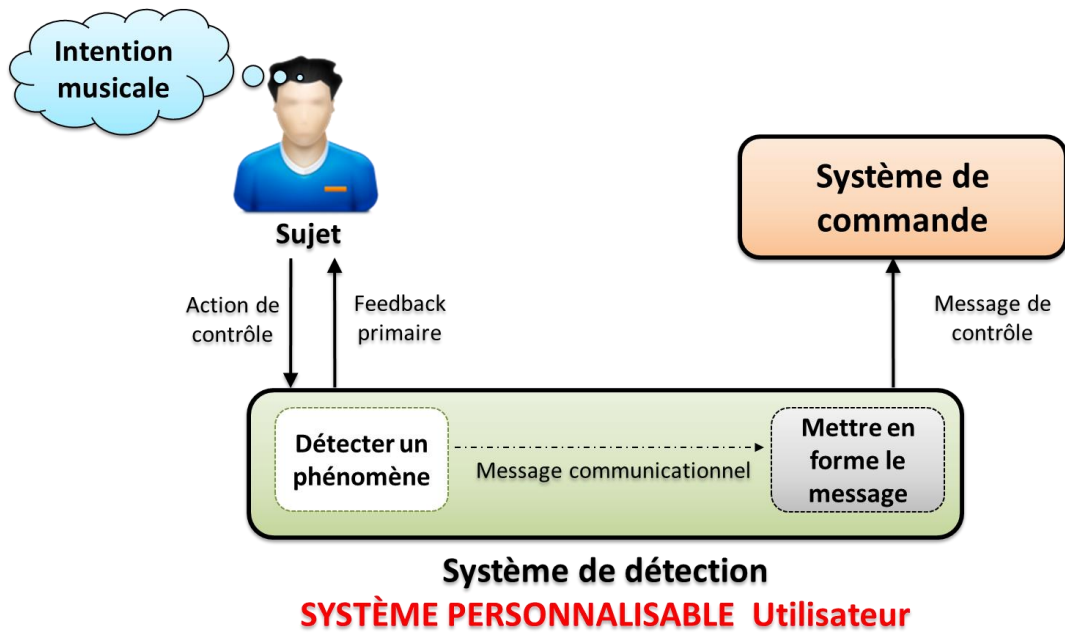 Intention
musicale
Sujet
Système de
commande
Action de
contrôle
Feedback
primaire
Message de
contrôle
Détecter un
phénomène
Message communicationnel
Mettre en
forme le
message
Système de détection
SYSTÈME PERSONNALISABLE Utilisateur